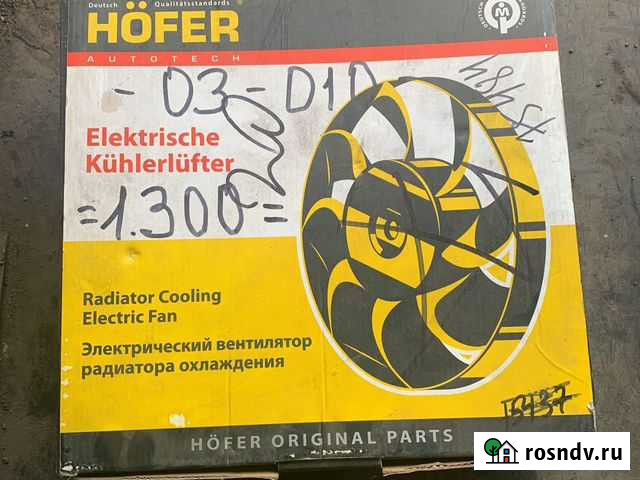 Deutsch Qualitätsstandards
HÖFER
AUTOTECH
- 03 - 010 -
Elektrische
Kühlerlüfter
=1.300=
Radiator Cooling
Electric Fan
Электрический вентилятор
радиатора охлаждения
HÖFER ORIGINAL PARTS
rosndv.ru